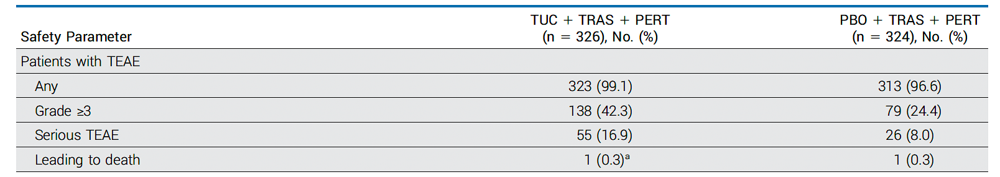 TUC + TRAS + PERT PBO + TRAS + PERT
Safety Parameter (n = 326), No. (%) (n = 324), No. (%)
Patients with TEAE
Any 323 (99.1) 313 (96.6)
Grade ≥3 138 (42.3) 79 (24.4)
Serious TEAE 55 (16.9) 26 (8.0)
Leading to death 1 (0.3)ᵃ 1 (0.3)